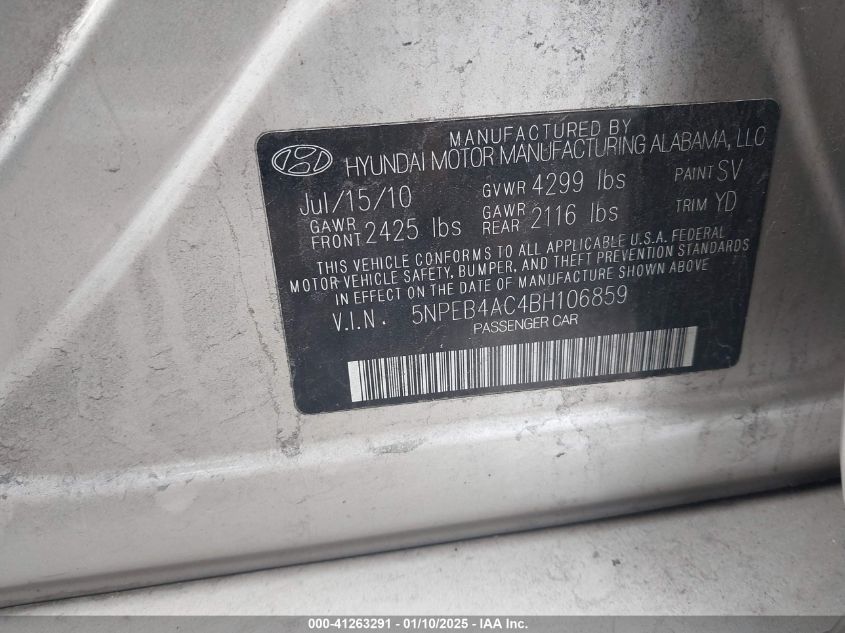 MANUFACTURED BY
HYUNDAI MOTOR MANUFACTURING ALABAMA, LLC
Jul/15/10 GVWR 4299 lbs PAINT SV
GAWR FRONT 2425 lbs GAWR REAR 2116 lbs TRIM YD
THIS VEHICLE CONFORMS TO ALL APPLICABLE U.S.A. FEDERAL
MOTOR VEHICLE SAFETY, BUMPER, AND THEFT PREVENTION STANDARDS
IN EFFECT ON THE DATE OF MANUFACTURE SHOWN ABOVE
V.I.N. 5NPEB4AC4BH106859
PASSENGER CAR
000-41263291 - 01/10/2025 - IAA Inc.